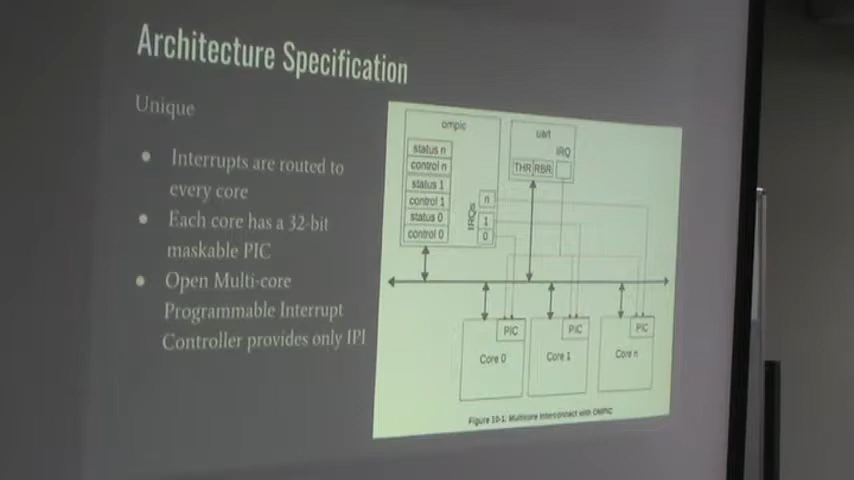 Architecture Specification
Unique
Interrupts are routed to
every core
Each core has a 32-bit
maskable PIC
Open Multi-core
Programmable Interrupt
Controller provides only IPI
ompic
status n
control n
status 1
control 1
status 0
control 0
IRQs
n
1
0
uart
IRQ
THR
RBR
PIC
Core 0
PIC
Core 1
PIC
Core n
Figure 10-1: Multicore Interconnect with OMPIC